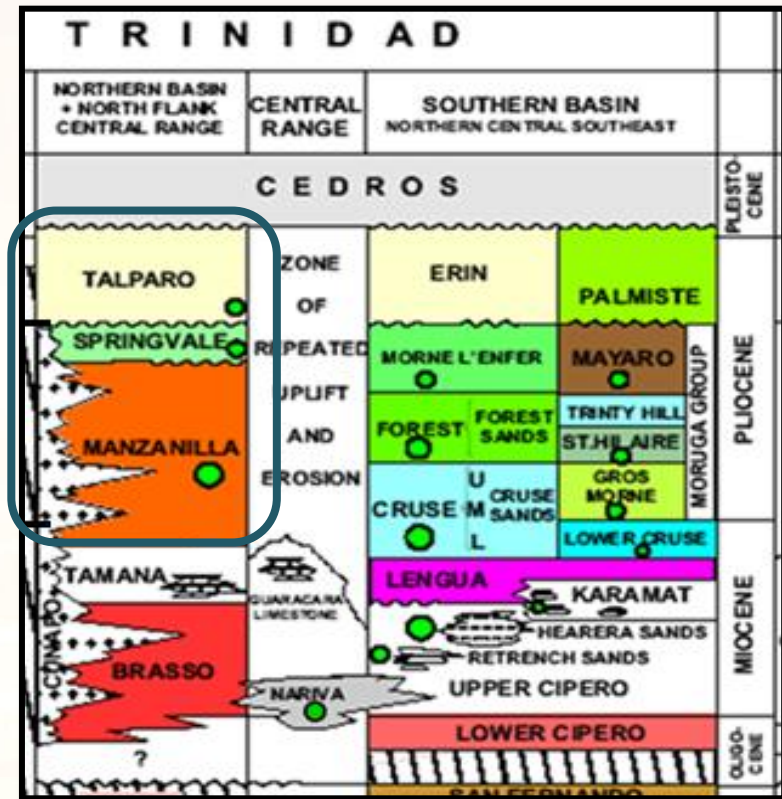 TRINIDAD
NORTHERN BASIN
+ NORTH FLANK
CENTRAL RANGE
CENTRAL
RANGE
SOUTHERN BASIN
NORTHERN CENTRAL SOUTHEAST
PLEISTO-
CENE
CEDROS
TALPARO
SPRINGVALE
MANZANILLA
TAMANA
CUNAPO
BRASSO
?
ZONE
OF
REPEATED
UPLIFT
AND
EROSION
GUARACARA
LIMESTONE
NARIVA
ERIN
PALMISTE
MORNE L'ENFER
MAYARO
FOREST
FOREST
SANDS
TRINTY HILL
ST.HILAIRE
GROS
MORNE
MORUGA GROUP
CRUSE
U
M
L
CRUSE
SANDS
LOWER CRUSE
LENGUA
KARAMAT
HEARERA SANDS
RETRENCH SANDS
UPPER CIPERO
LOWER CIPERO
SAN FERNANDO
PLIOCENE
MIOCENE
OLIGO-
CENE